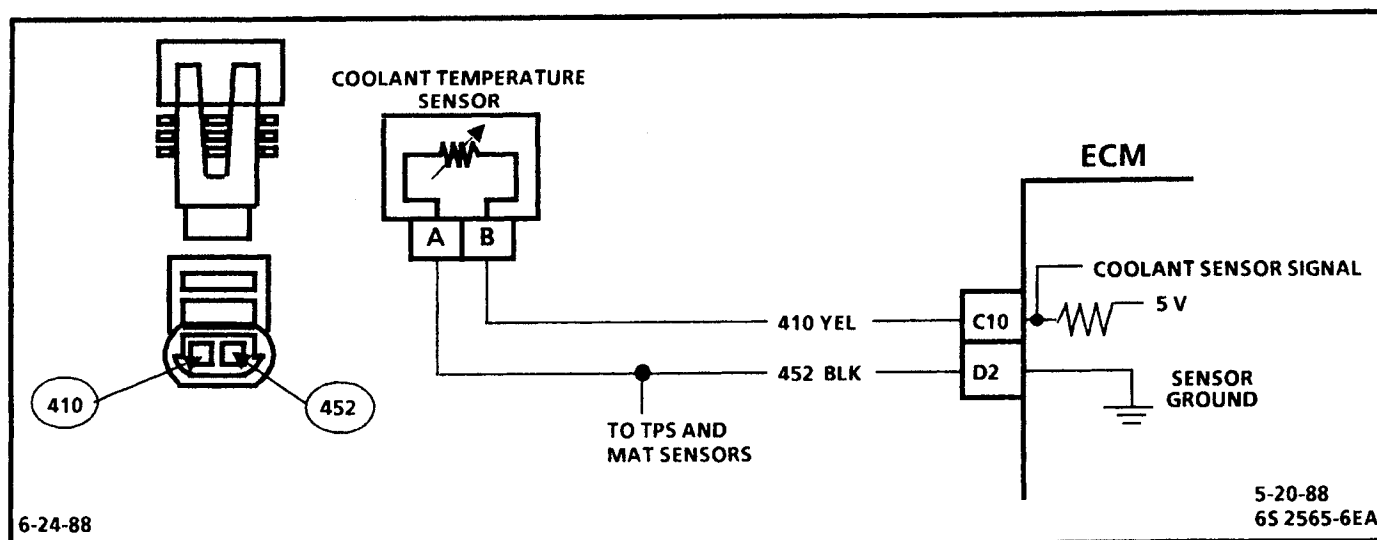 COOLANT TEMPERATURE
SENSOR
A
B
ECM
COOLANT SENSOR SIGNAL
5 V
410 YEL
C10
452 BLK
D2
SENSOR
GROUND
TO TPS AND
MAT SENSORS
410
452
6-24-88
5-20-88
6S 2565-6EA